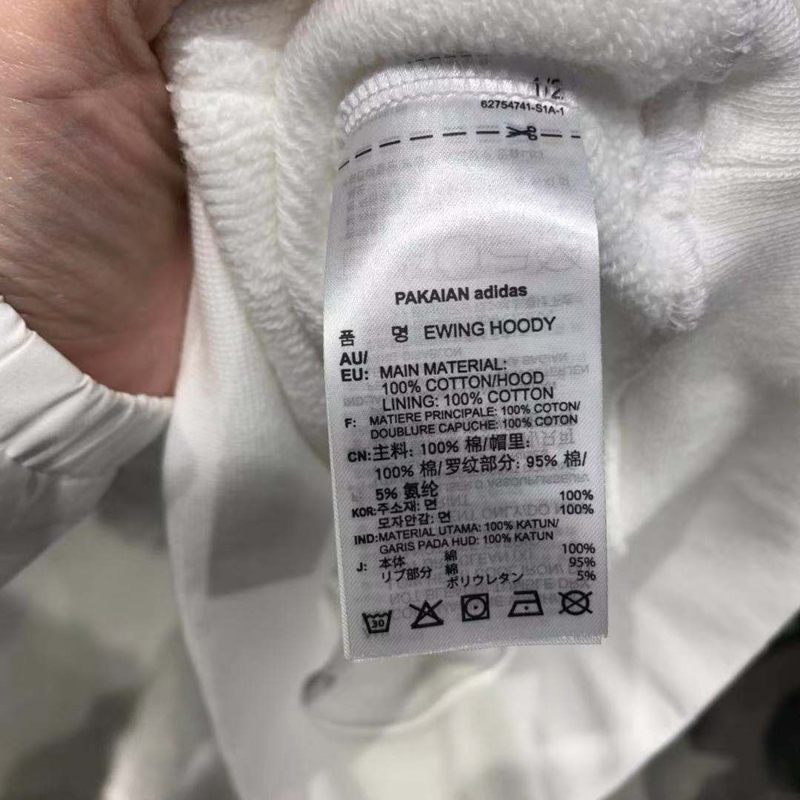 1/2
62754741-S1A-1
PAKAIAN adidas
품 명 EWING HOODY
AU/
EU: MAIN MATERIAL:
100% COTTON/HOOD
LINING: 100% COTTON
F: MATIERE PRINCIPALE: 100% COTON/
DOUBLURE CAPUCHE: 100% COTON
CN:主料: 100% 棉/帽里:
100% 棉/罗纹部分: 95% 棉/
5% 氨纶
KOR:주소재: 면 100%
모자안감: 면 100%
IND:MATERIAL UTAMA: 100% KATUN/
GARIS PADA HUD: 100% KATUN
J: 本体 綿 100%
リブ部分 綿 95%
ポリウレタン 5%
30